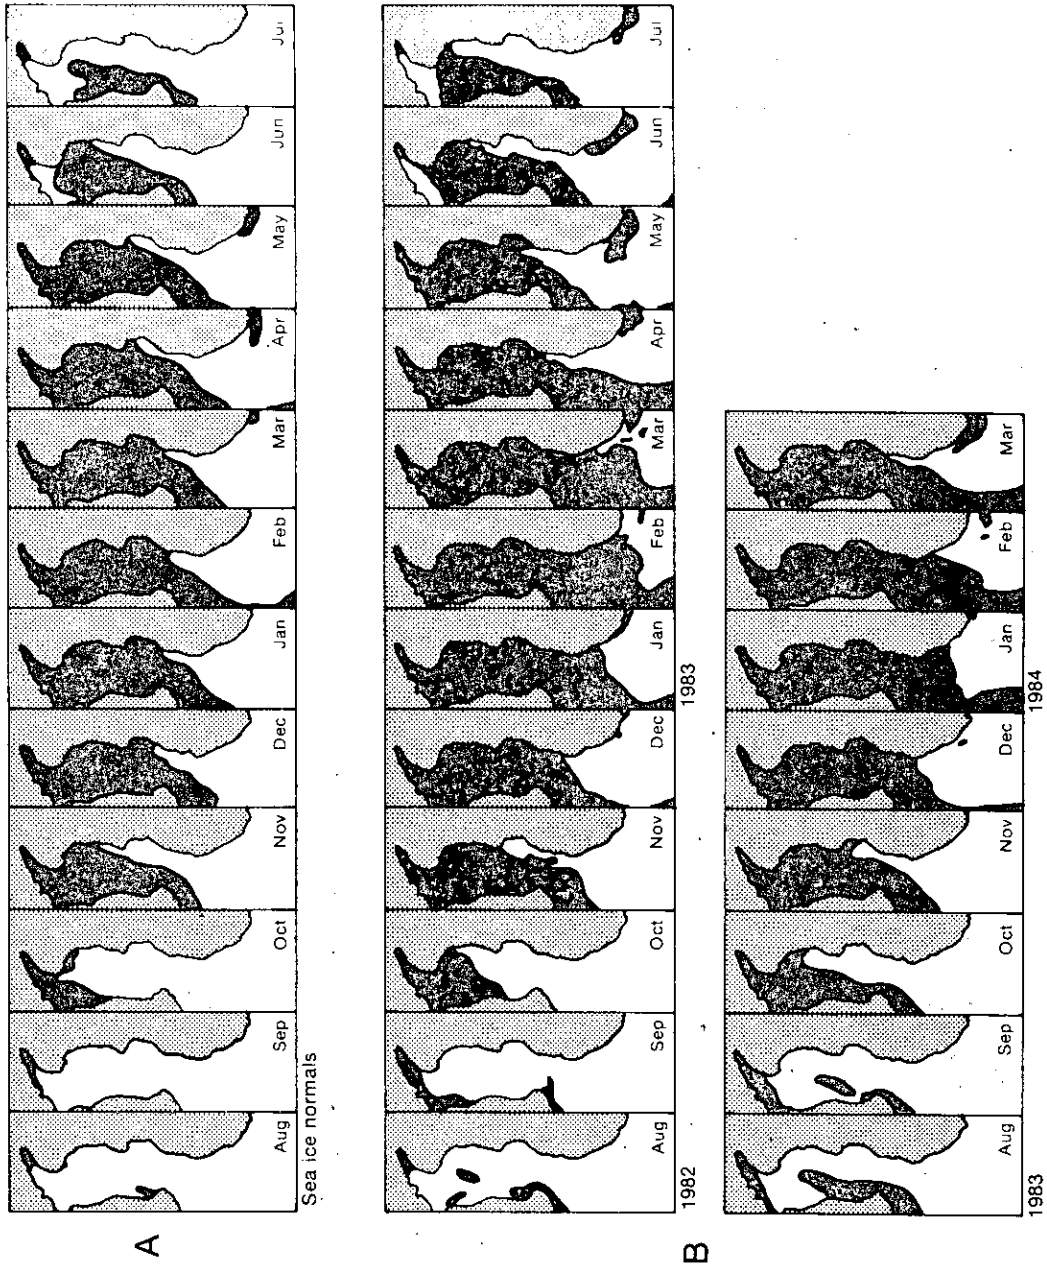 A
Aug Sep Oct Nov Dec Jan Feb Mar Apr May Jun Jul
Sea ice normals
B
Aug Sep Oct Nov Dec Jan Feb Mar Apr May Jun Jul
1982 1983
Aug Sep Oct Nov Dec Jan Feb Mar
1983 1984